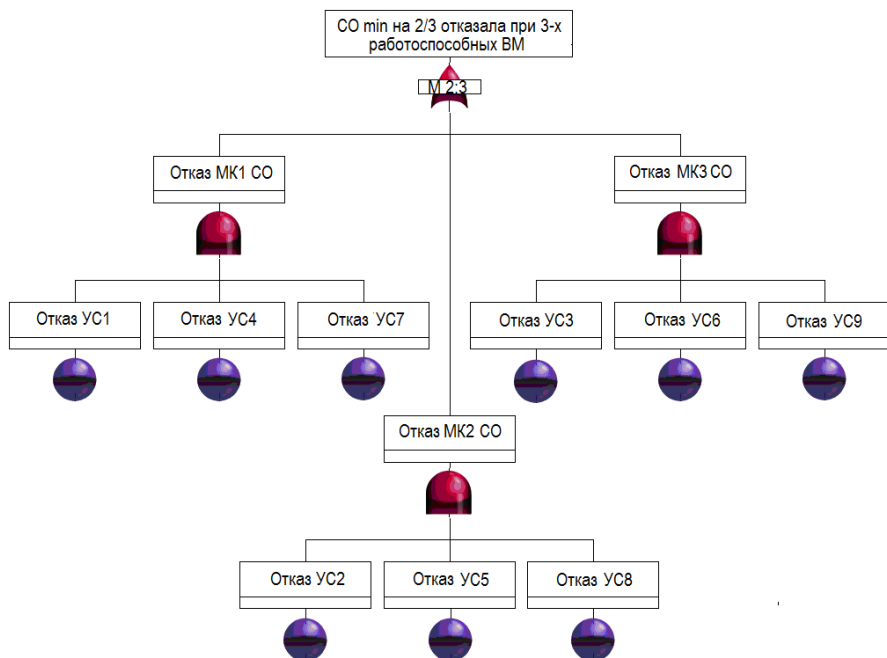 СО min на 2/3 отказала при 3-х
работоспособных ВМ
М 2:3
Отказ МК1 СО
Отказ МК3 СО
Отказ УС1
Отказ УС4
Отказ УС7
Отказ УС3
Отказ УС6
Отказ УС9
Отказ МК2 СО
Отказ УС2
Отказ УС5
Отказ УС8